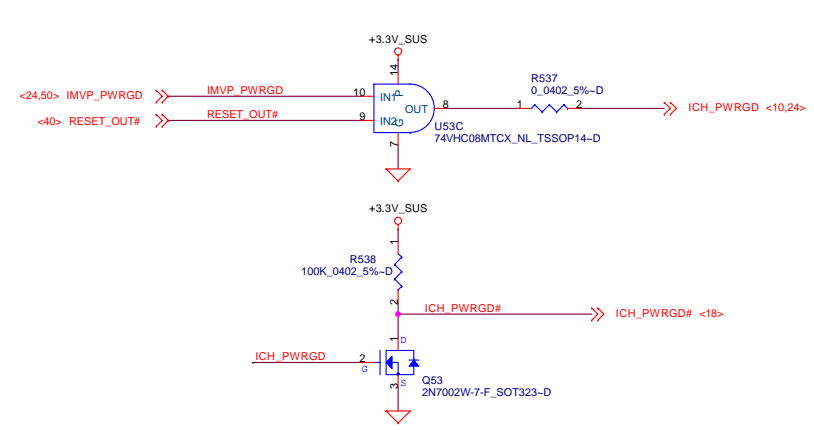 +3.3V_SUS
14
R537
0_0402_5%~D
<24,50> IMVP_PWRGD
IMVP_PWRGD
10
IN1
P
OUT
8
1
2
ICH_PWRGD <10,24>
<40> RESET_OUT#
RESET_OUT#
9
IN2
G
U53C
74VHC08MTCX_NL_TSSOP14~D
7
+3.3V_SUS
1
R538
100K_0402_5%~D
2
ICH_PWRGD#
ICH_PWRGD# <18>
1
D
ICH_PWRGD
2
G
S
3
Q53
2N7002W-7-F_SOT323~D